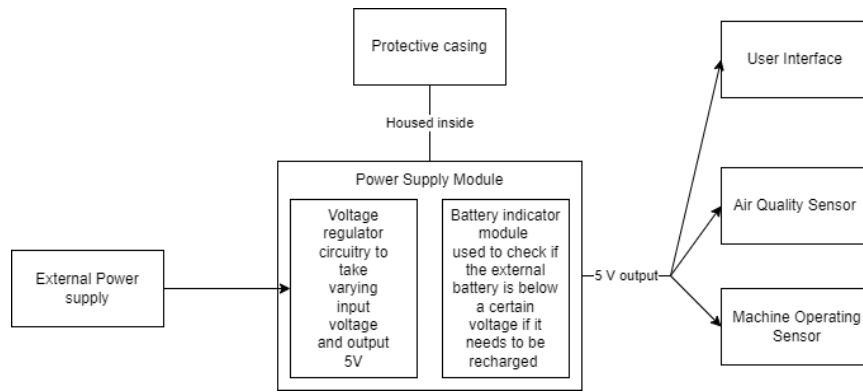 Protective casing
User Interface
Housed inside
Power Supply Module
Voltage
regulator
circuitry to
take
varying
input
voltage
and output
5V
Battery indicator
module
used to check if
the external
battery is below
a certain
voltage if it
needs to be
recharged
External Power
supply
5 V output
Air Quality Sensor
Machine Operating
Sensor